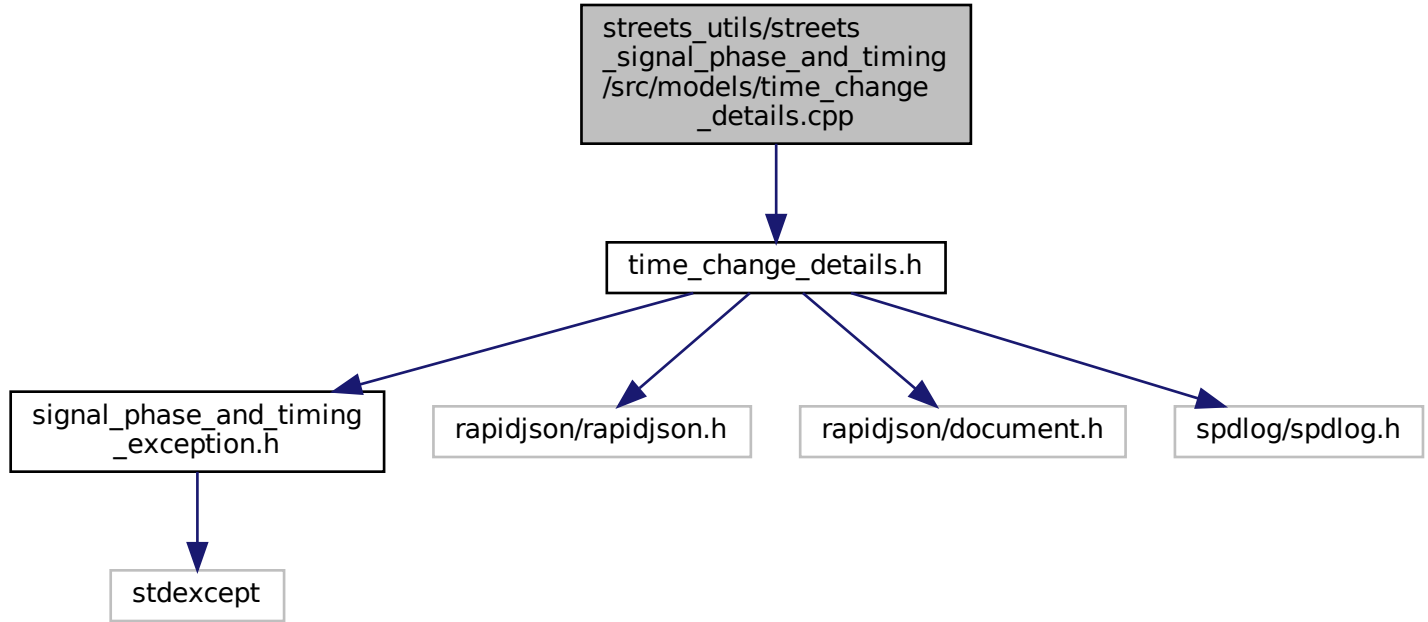 streets_utils/streets
_signal_phase_and_timing
/src/models/time_change
_details.cpp
time_change_details.h
signal_phase_and_timing
_exception.h
rapidjson/rapidjson.h
rapidjson/document.h
spdlog/spdlog.h
stdexcept